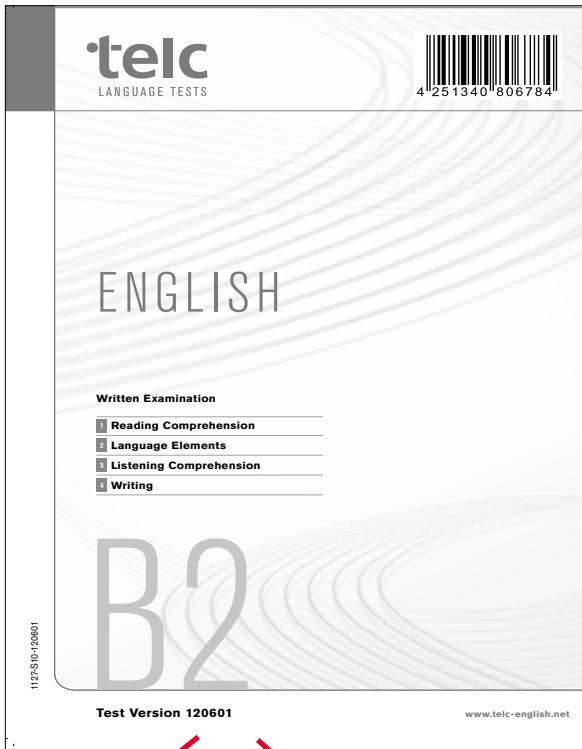 telc
LANGUAGE TESTS
4 251340 806784
ENGLISH
Written Examination
1 Reading Comprehension
2 Language Elements
3 Listening Comprehension
4 Writing
B2
1127-S10-120601
Test Version 120601
www.telc-english.net